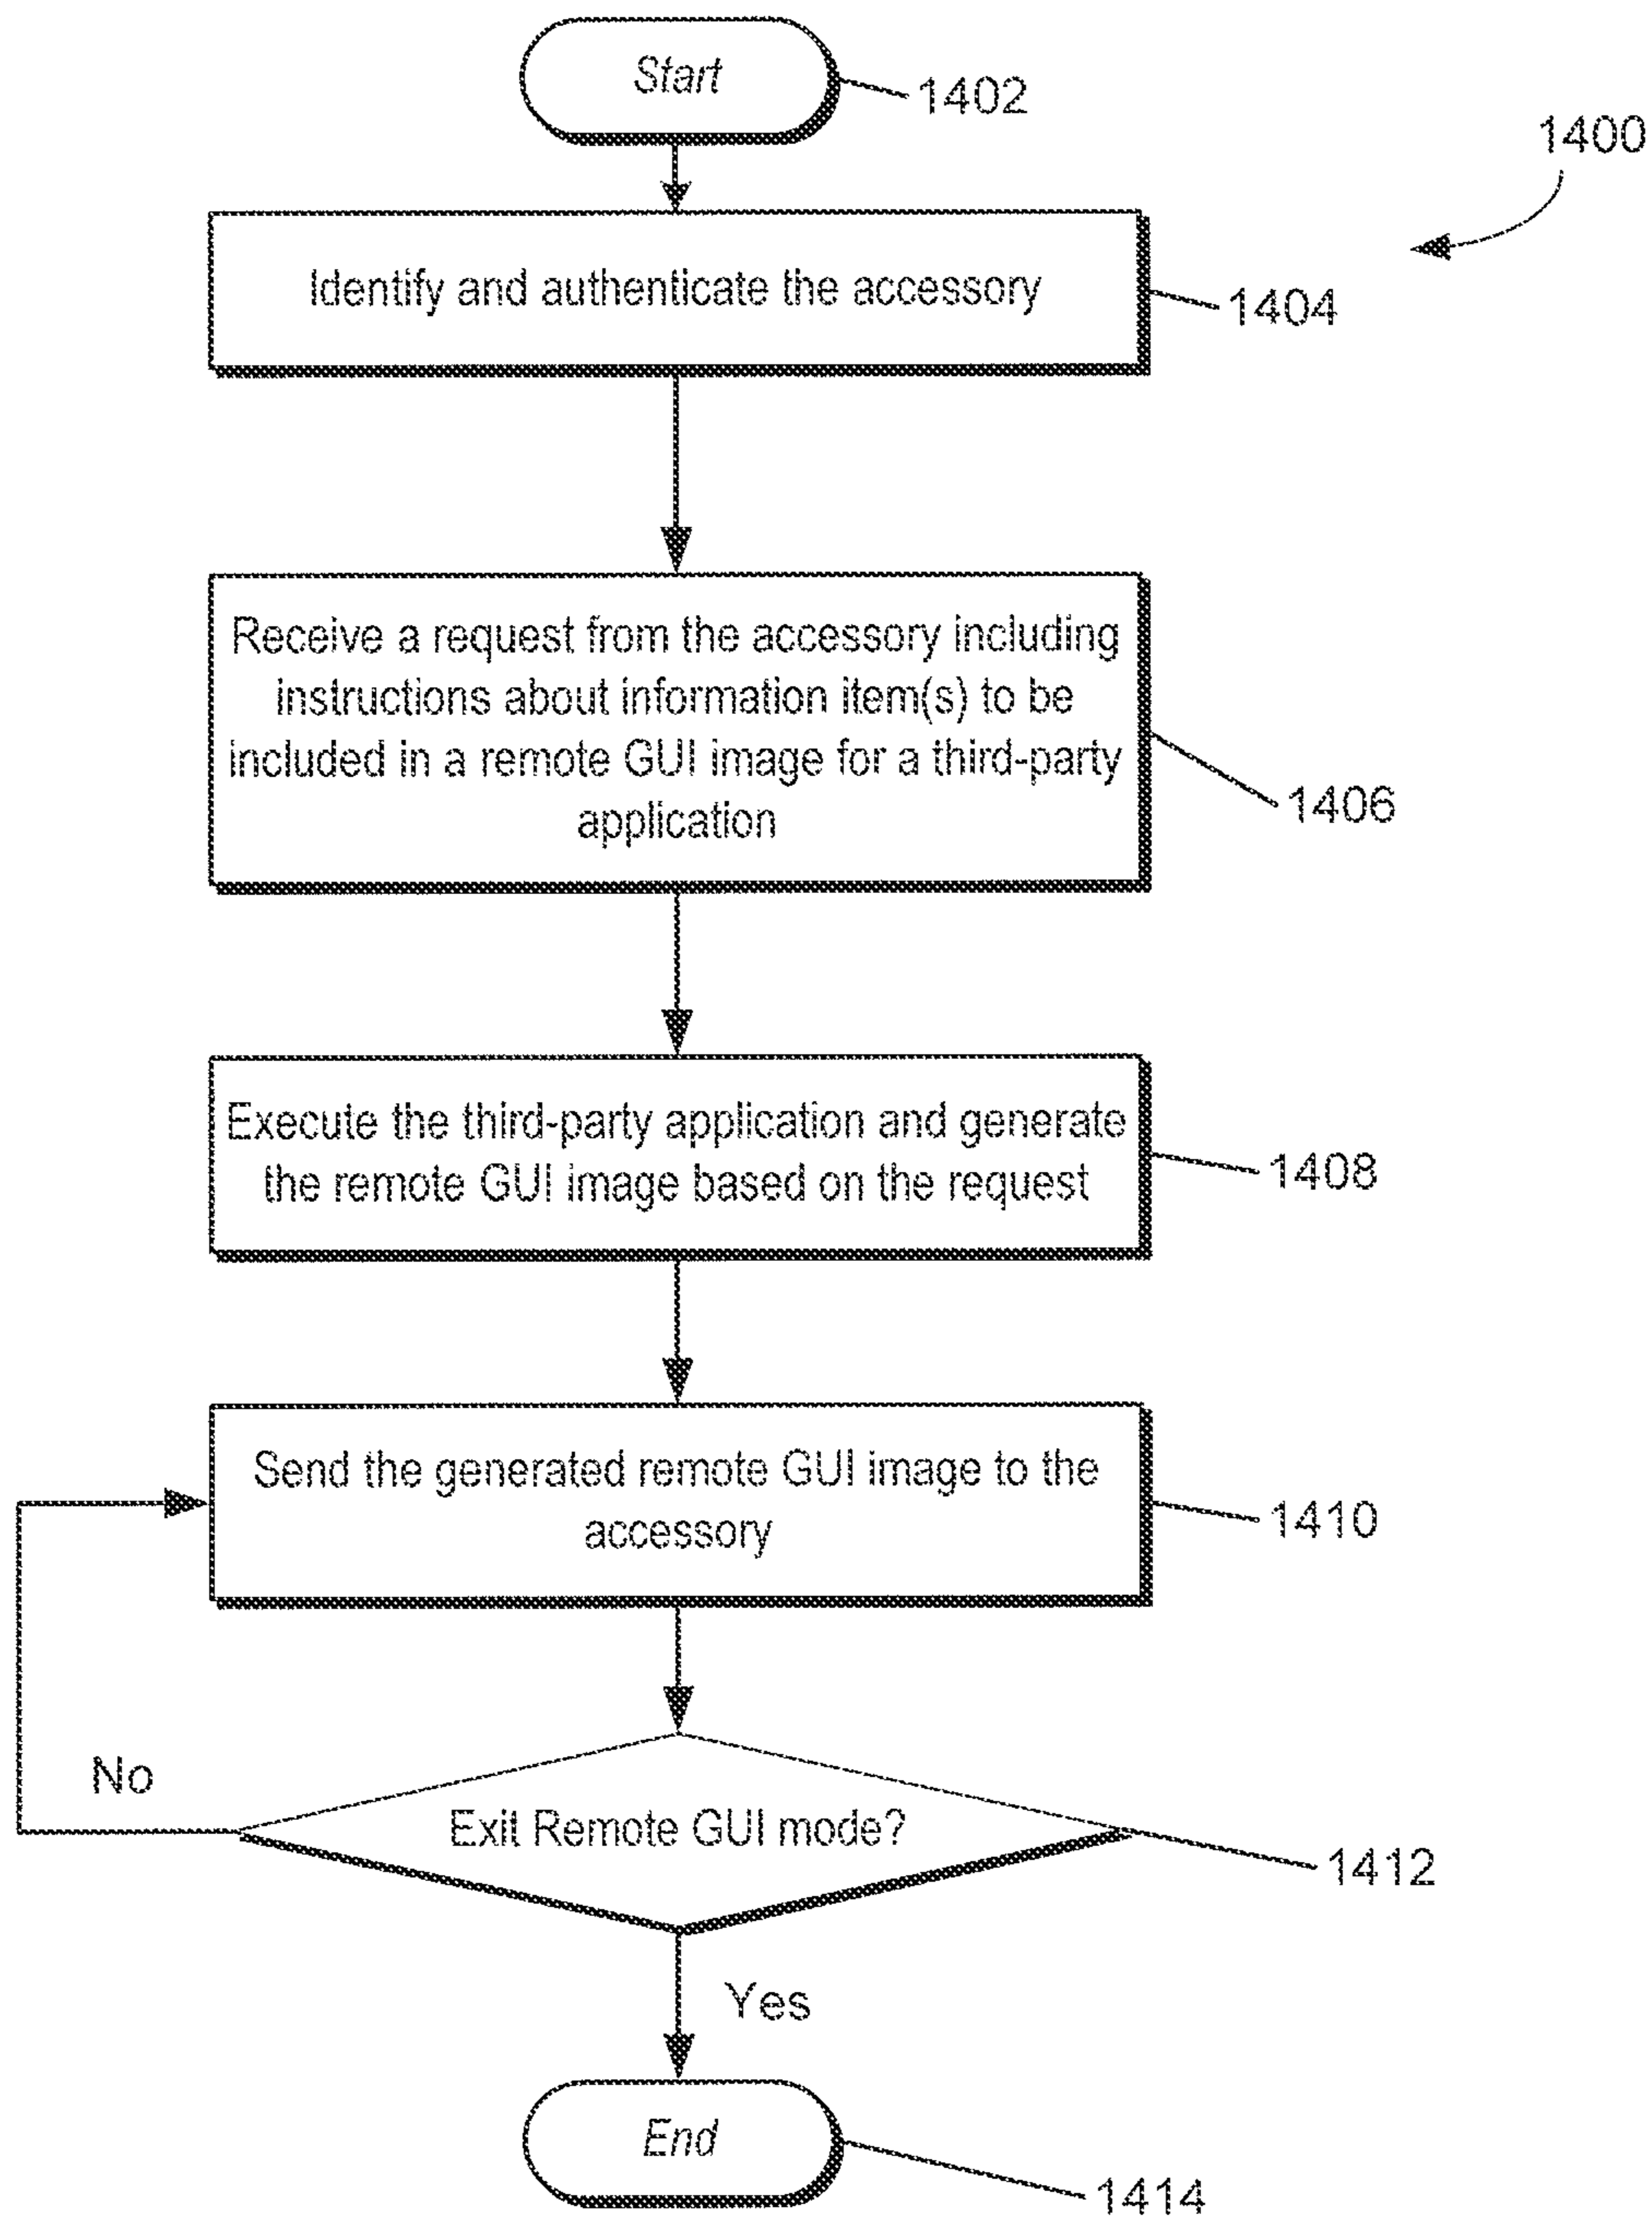 Start
1402
1400
Identify and authenticate the accessory
1404
Receive a request from the accessory including
instructions about information item(s) to be
included in a remote GUI image for a third-party
application
1406
Execute the third-party application and generate
the remote GUI image based on the request
1408
Send the generated remote GUI image to the
accessory
1410
No
Exit Remote GUI mode?
1412
Yes
End
1414